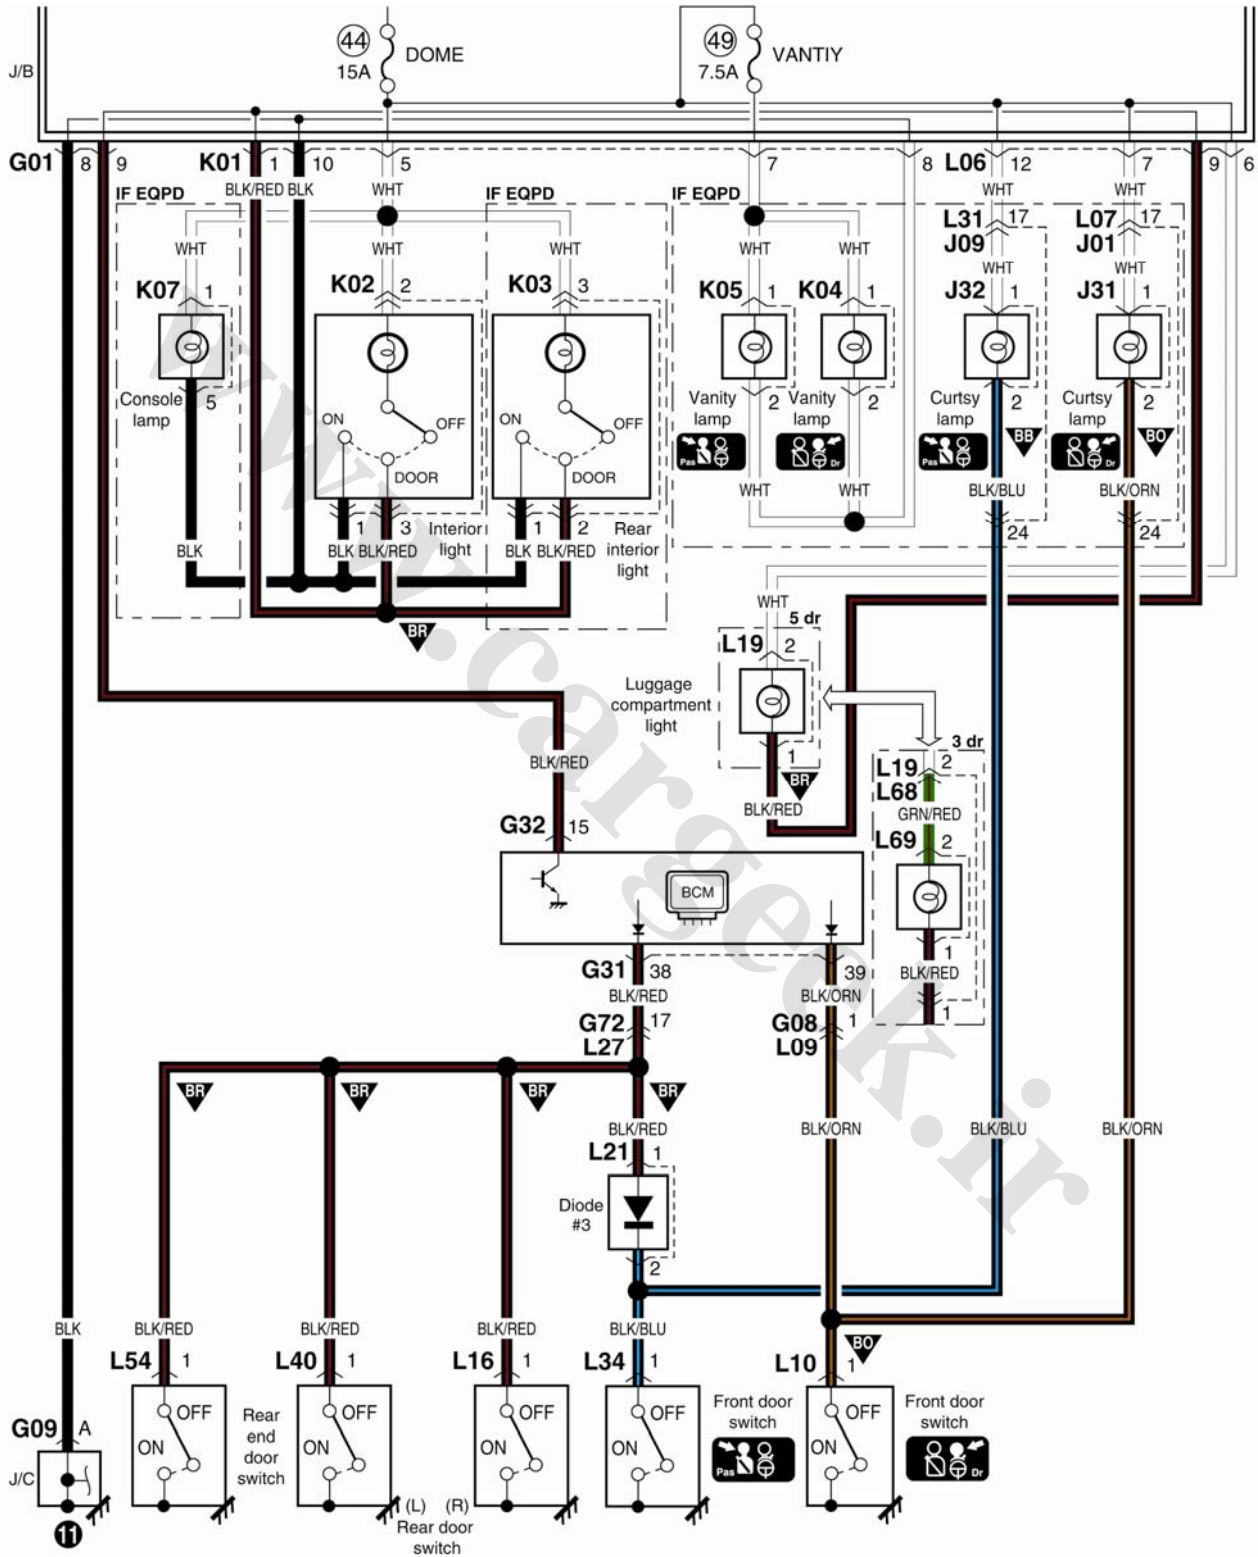 44 49
DOME VANTIY
15A 7.5A
J/B
G01 8 9 K01 1 10 5 7 8 L06 12 7 9 6
BLK/RED BLK WHT WHT WHT
IF EQPD IF EQPD IF EQPD
L31 17 L07 17
J09 J01
WHT WHT WHT WHT WHT
WHT WHT
K07 1 K02 2 K03 3 K05 1 K04 1 J32 1 J31 1
Console lamp 5
ON OFF DOOR
ON OFF DOOR
Vanity lamp 2
Vanity lamp 2
Curtsy lamp 2
Curtsy lamp 2
Pas Dr Pas Dr
BB BO
WHT WHT BLK/BLU BLK/ORN
1 3 Interior light
1 2 Rear interior light
24 24
BLK BLK BLK/RED BLK BLK/RED
BR
WHT
5 dr
L19 2
Luggage compartment light
1
BR
BLK/RED
BLK/RED
3 dr
L19 2
L68
GRN/RED
L69 2
1
BLK/RED
1
G32 15
BCM
G31 38 39
BLK/RED BLK/ORN
G72 17 G08 1
L27 L09
BR BR BR BR
BLK/RED BLK/ORN BLK/BLU BLK/ORN
L21 1
Diode #3
2
BLK BLK/RED BLK/RED BLK/RED BLK/BLU
L54 1 L40 1 L16 1 L34 1 L10 1
BO
G09 A
J/C
11
OFF ON
Rear end door switch
OFF ON
(L) (R)
Rear door switch
OFF ON
OFF ON
Front door switch
Pas
OFF ON
Front door switch
Dr
www.cargeek.ir